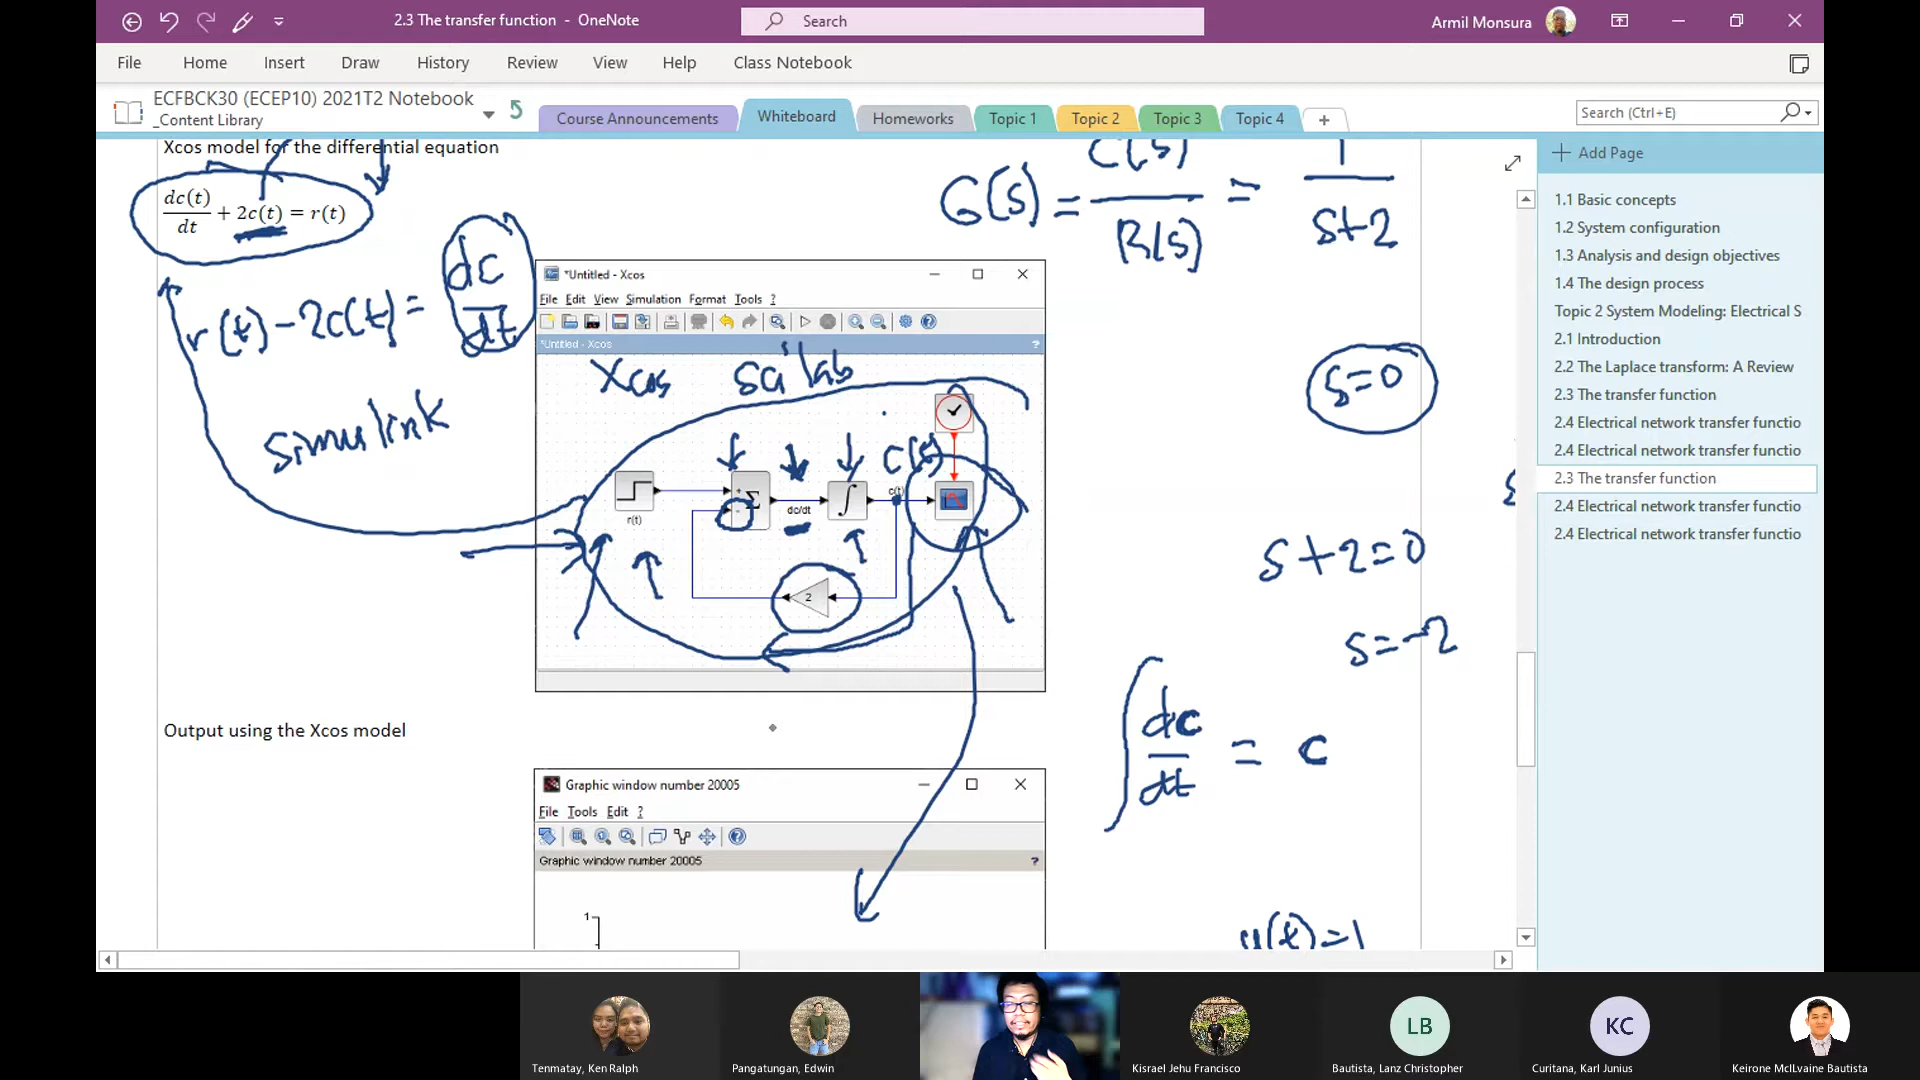 2.3 The transfer function - OneNote
Search
Armil Monsura
File Home Insert Draw History Review View Help Class Notebook
ECFBCK30 (ECEP10) 2021T2 Notebook
_Content Library
Course Announcements Whiteboard Homeworks Topic 1 Topic 2 Topic 3 Topic 4 +
Search (Ctrl+E)
Xcos model for the differential equation
dc(t)/dt + 2c(t) = r(t)
r(t) - 2c(t) = dc/dt
simulink
G(s) = C(s)/R(s) = 1/s+2
*Untitled - Xcos
File Edit View Simulation Format Tools ?
*Untitled - Xcos ?
Xcos scilab
C(t)
+
-
Σ
∫
c(t)
dc/dt
r(t)
2
s=0
s+2=0
s=-2
∫ dc/dt = c
u(t)=1
Output using the Xcos model
Graphic window number 20005
File Tools Edit ?
Graphic window number 20005 ?
1
Add Page
1.1 Basic concepts
1.2 System configuration
1.3 Analysis and design objectives
1.4 The design process
Topic 2 System Modeling: Electrical S
2.1 Introduction
2.2 The Laplace transform: A Review
2.3 The transfer function
2.4 Electrical network transfer functio
2.4 Electrical network transfer functio
2.3 The transfer function
2.4 Electrical network transfer functio
2.4 Electrical network transfer functio
LB KC
Tenmatay, Ken Ralph
Pangatungan, Edwin
Kisrael Jehu Francisco
Bautista, Lanz Christopher
Curitana, Karl Junius
Keirone McIlvaine Bautista